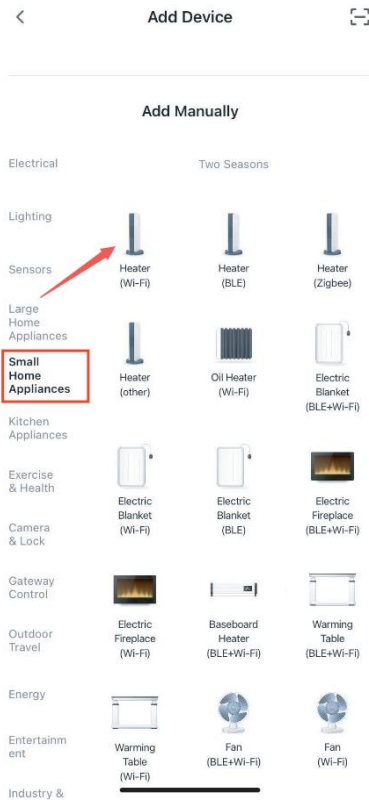 Add Device
Add Manually
Electrical
Two Seasons
Lighting
Sensors
Large
Home
Appliances
Small
Home
Appliances
Kitchen
Appliances
Exercise
& Health
Camera
& Lock
Gateway
Control
Outdoor
Travel
Energy
Entertainm
ent
Industry &
Heater
(Wi-Fi)
Heater
(BLE)
Heater
(Zigbee)
Heater
(other)
Oil Heater
(Wi-Fi)
Electric
Blanket
(BLE+Wi-Fi)
Electric
Blanket
(Wi-Fi)
Electric
Blanket
(BLE)
Electric
Fireplace
(BLE+Wi-Fi)
Electric
Fireplace
(Wi-Fi)
Baseboard
Heater
(BLE+Wi-Fi)
Warming
Table
(BLE+Wi-Fi)
Warming
Table
(Wi-Fi)
Fan
(BLE+Wi-Fi)
Fan
(Wi-Fi)